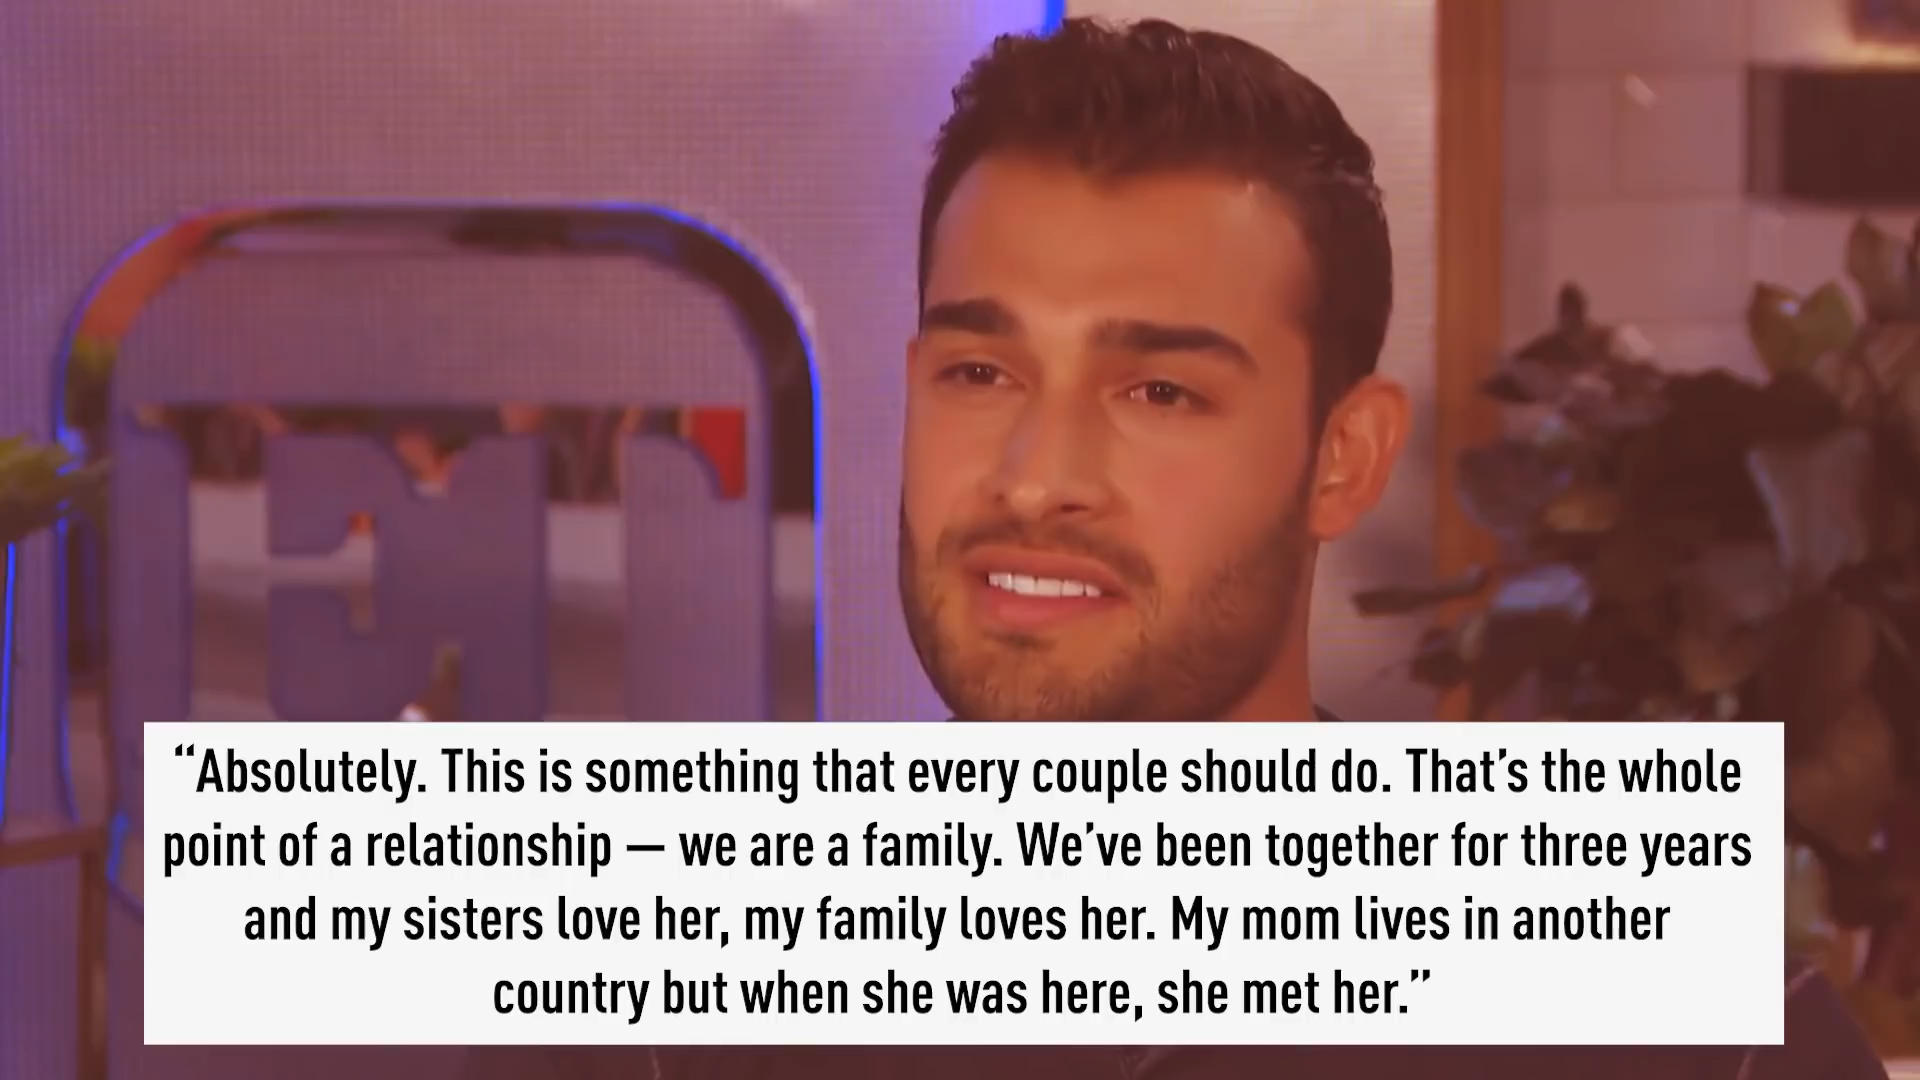 “Absolutely. This is something that every couple should do. That’s the whole
point of a relationship — we are a family. We’ve been together for three years
and my sisters love her, my family loves her. My mom lives in another
country but when she was here, she met her.”